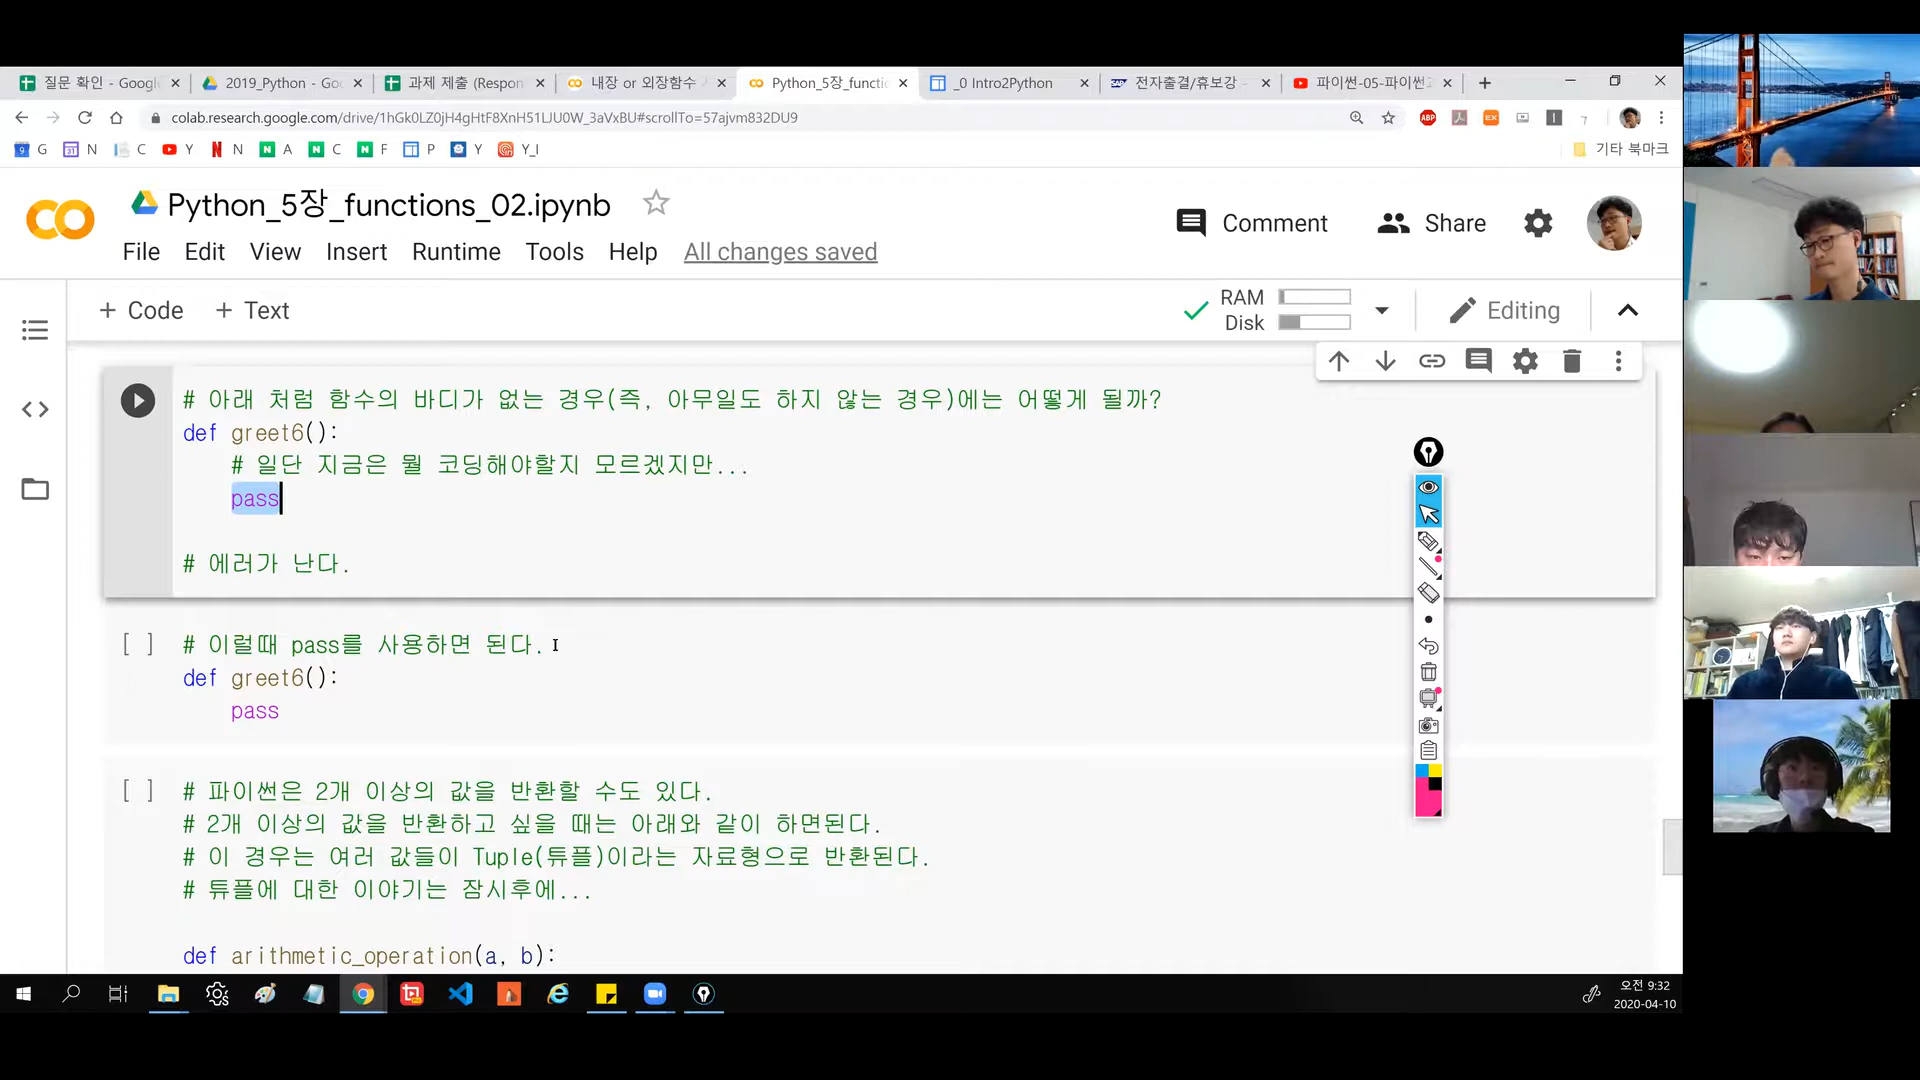 질문 확인 - Google
2019_Python - Goo
과제 제출 (Respon
내장 or 외장함수
Python_5장_functio
_0 Intro2Python
전자출결/휴보강 -
파이썬-05-파이썬
colab.research.google.com/drive/1hGk0LZ0jH4gHtF8XnH51LJU0W_3aVxBU#scrollTo=57ajvm832DU9
ABP
EX
G N C Y N A C F P Y Y_I
기타 북마크
CO
Python_5장_functions_02.ipynb
Comment
Share
File Edit View Insert Runtime Tools Help All changes saved
+ Code + Text
RAM
Disk
Editing
# 아래 처럼 함수의 바디가 없는 경우(즉, 아무일도 하지 않는 경우)에는 어떻게 될까?
def greet6():
# 일단 지금은 뭘 코딩해야할지 모르겠지만...
pass
# 에러가 난다.
[ ] # 이럴때 pass를 사용하면 된다.
def greet6():
pass
[ ] # 파이썬은 2개 이상의 값을 반환할 수도 있다.
# 2개 이상의 값을 반환하고 싶을 때는 아래와 같이 하면된다.
# 이 경우는 여러 값들이 Tuple(튜플)이라는 자료형으로 반환된다.
# 튜플에 대한 이야기는 잠시후에...
def arithmetic_operation(a, b):
오전 9:32
2020-04-10